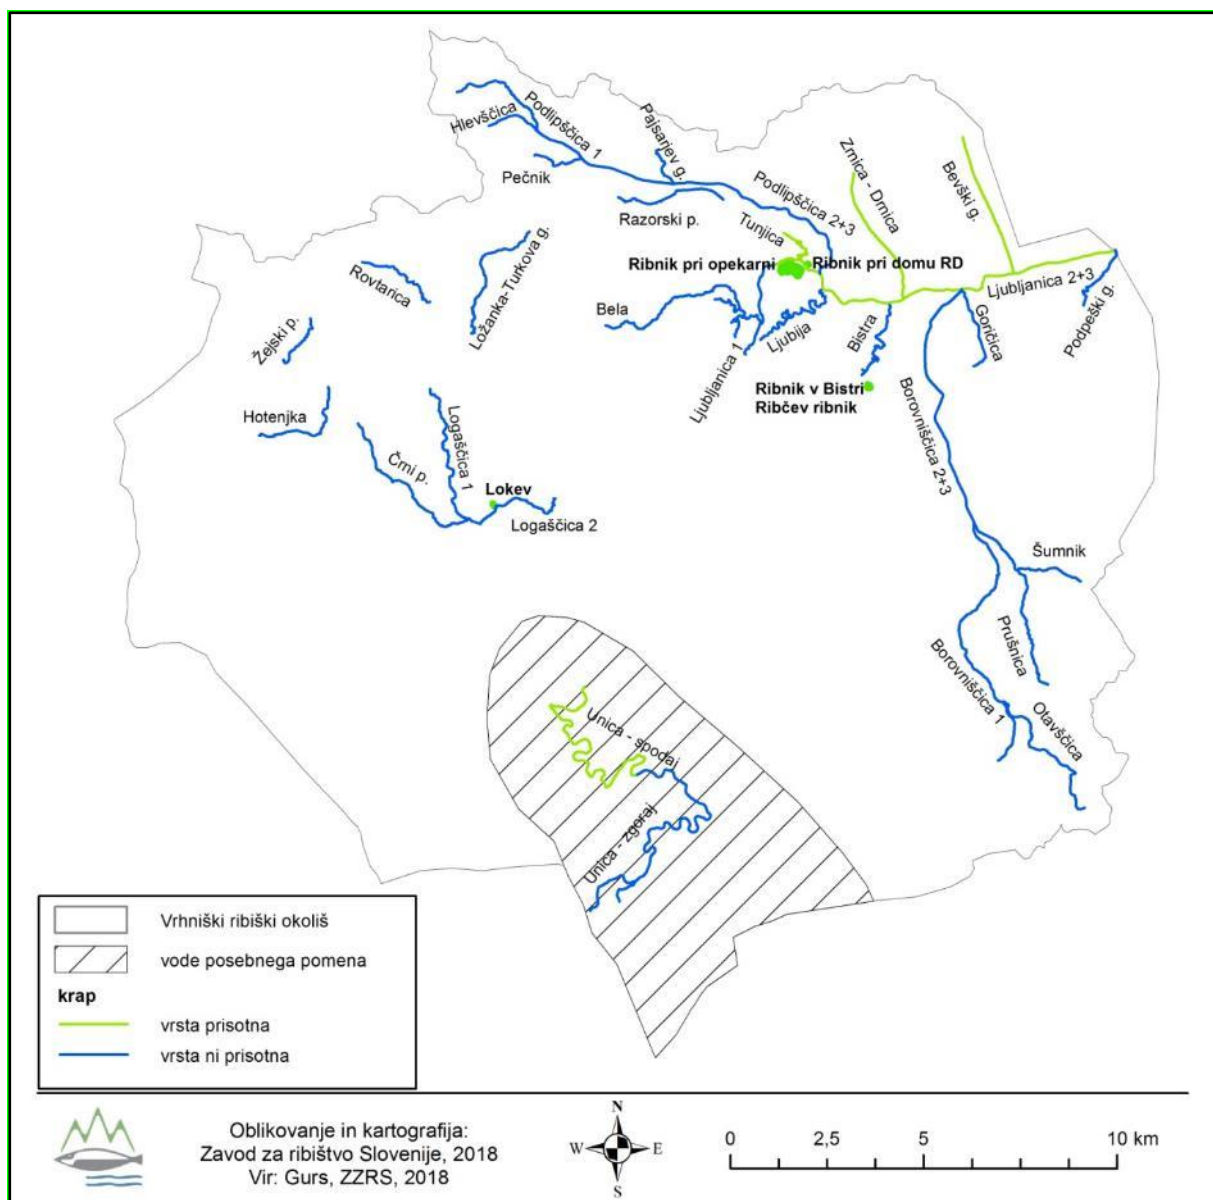 Hlevščica
Podlipščica 1
Pajsarjev g.
Pečnik
Razorski p.
Podlipščica 2+3
Zrnica - Drnica
Bevški g.
Tunjica
Ribnik pri opekarni
Ribnik pri domu RD
Rovtarica
Ložanka-Turkova g.
Bela
Ljubljanica 1
Ljubija
Bistra
Ljubljanica 2+3
Goričica
Podpeški g.
Žejski p.
Ribnik v Bistri
Ribčev ribnik
Hotenjka
Črni p.
Logaščica 1
Lokev
Logaščica 2
Borovniščica 2+3
Šumnik
Prušnica
Borovniščica 1
Otavščica
Unica - spodaj
Unica - zgoraj
Vrhniški ribiški okoliš
vode posebnega pomena
krap
vrsta prisotna
vrsta ni prisotna
Oblikovanje in kartografija:
Zavod za ribištvo Slovenije, 2018
Vir: Gurs, ZZRS, 2018
N
W
E
S
0 2,5 5 10 km